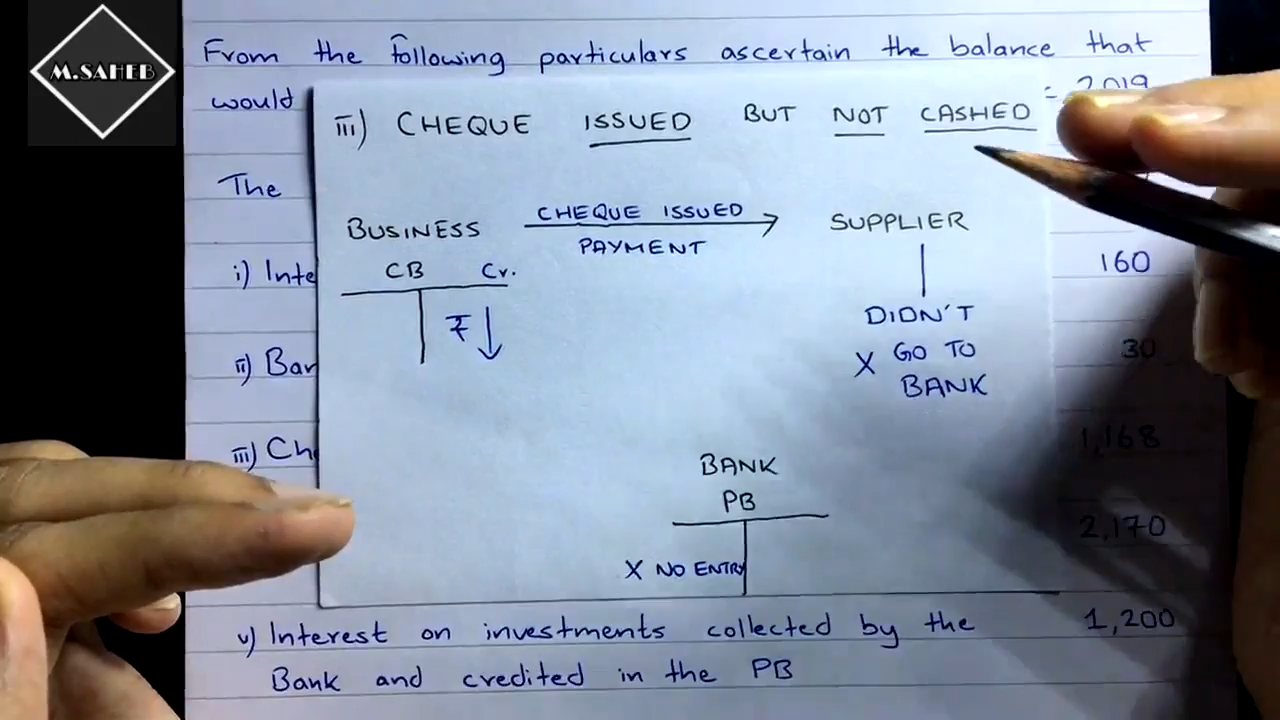 M.SAHEB
From the following particulars ascertain the balance that
would 2019
The
III) CHEQUE ISSUED BUT NOT CASHED
BUSINESS CHEQUE ISSUED SUPPLIER
PAYMENT
CB Cr.
₹ ↓
DIDN'T
X GO TO
BANK
BANK
PB
X NO ENTRY
i) Inte 160
ii) Ban 30
iii) Che 1,168
2,170
v) Interest on investments collected by the 1,200
Bank and credited in the PB